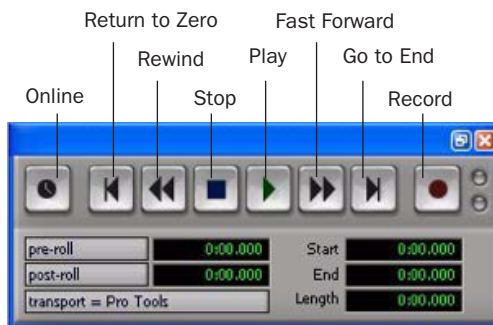 Return to Zero
Fast Forward
Rewind
Play
Go to End
Online
Stop
Record
pre-roll 0:00.000 Start 0:00.000
post-roll 0:00.000 End 0:00.000
transport = Pro Tools Length 0:00.000